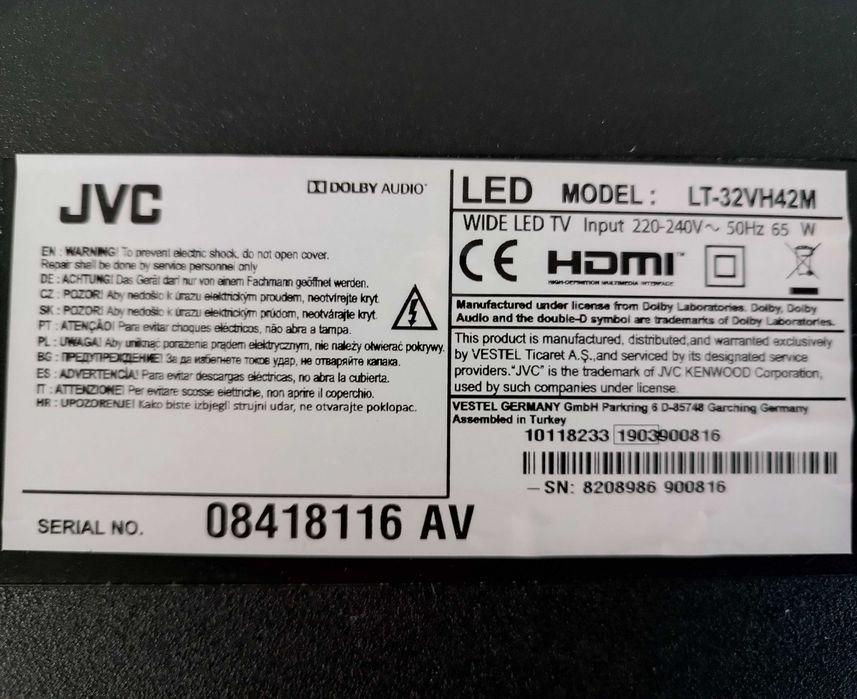 JVC
DOLBY AUDIO™
EN : WARNING! To prevent electric shock, do not open cover.
Repair shall be done by service personnel only
DE : ACHTUNG! Das Gerät darf nur von einem Fachmann geöffnet werden.
CZ : POZOR! Aby nedošlo k úrazu elektrickým proudem, neotvírejte kryt.
SK : POZOR! Aby nedošlo k úrazu elektrickým prúdom, neotvárajte kryt.
PT : ATENÇÃO! Para evitar choques eléctricos, não abra a tampa.
PL : UWAGA! Aby uniknąć porażenia prądem elektrycznym, nie należy otwierać pokrywy.
BG : ПРЕДУПРЕЖДЕНИЕ! За да избегнете токов удар, не отваряйте капака.
ES : ADVERTENCIA! Para evitar descargas eléctricas, no abra la cubierta.
IT : ATTENZIONE! Per evitare scosse elettriche, non aprire il coperchio.
HR : UPOZORENJE! Kako biste izbjegli strujni udar, ne otvarajte poklopac.
SERIAL NO. 08418116 AV
LED MODEL : LT-32VH42M
WIDE LED TV Input 220-240V~ 50Hz 65 W
CE HDMI™
HIGH-DEFINITION MULTIMEDIA INTERFACE
Manufactured under license from Dolby Laboratories. Dolby, Dolby
Audio and the double-D symbol are trademarks of Dolby Laboratories.
This product is manufactured, distributed,and warranted exclusively
by VESTEL Ticaret A.Ş.,and serviced by its designated service
providers."JVC" is the trademark of JVC KENWOOD Corporation,
used by such companies under license.
VESTEL GERMANY GmbH Parkring 6 D-85748 Garching Germany
Assembled in Turkey
10118233 1903900816
– SN: 8208986 900816